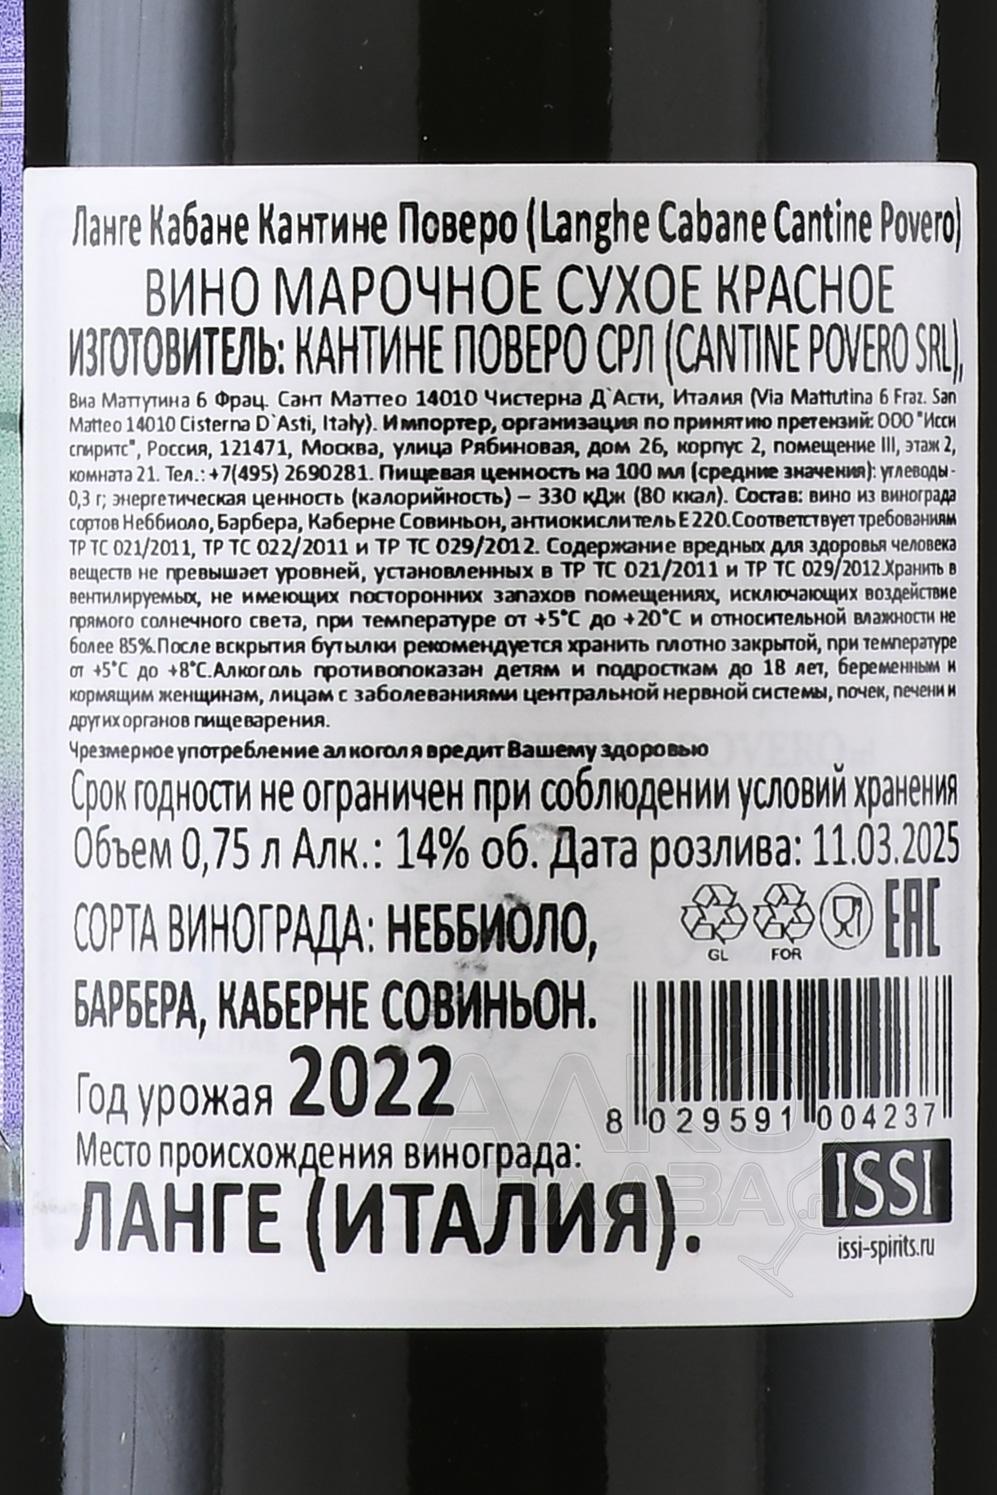 Ланге Кабане Кантине Поверо (Langhe Cabane Cantine Povero)
ВИНО МАРОЧНОЕ СУХОЕ КРАСНОЕ
ИЗГОТОВИТЕЛЬ: КАНТИНЕ ПОВЕРО СРЛ (CANTINE POVERO SRL),
Виа Маттутина 6 Фрац. Сант Маттео 14010 Чистерна Д`Асти, Италия (Via Mattutina 6 Fraz. San
Matteo 14010 Cisterna D`Asti, Italy). Импортер, организация по принятию претензий: ООО "Исси
спиритс", Россия, 121471, Москва, улица Рябиновая, дом 26, корпус 2, помещение III, этаж 2,
комната 21. Тел.: +7(495) 2690281. Пищевая ценность на 100 мл (средние значения): углеводы -
0,3 г; энергетическая ценность (калорийность) – 330 кДж (80 ккал). Состав: вино из винограда
сортов Неббиоло, Барбера, Каберне Совиньон, антиокислитель Е 220.Соответствует требованиям
ТР ТС 021/2011, ТР ТС 022/2011 и ТР ТС 029/2012. Содержание вредных для здоровья человека
веществ не превышает уровней, установленных в ТР ТС 021/2011 и ТР ТС 029/2012.Хранить в
вентилируемых, не имеющих посторонних запахов помещениях, исключающих воздействие
прямого солнечного света, при температуре от +5°С до +20°С и относительной влажности не
более 85%.После вскрытия бутылки рекомендуется хранить плотно закрытой, при температуре
от +5°С до +8°С.Алкоголь противопоказан детям и подросткам до 18 лет, беременным и
кормящим женщинам, лицам с заболеваниями центральной нервной системы, почек, печени и
других органов пищеварения.
Чрезмерное употребление алкоголя вредит Вашему здоровью
Срок годности не ограничен при соблюдении условий хранения
Объем 0,75 л Алк.: 14% об. Дата розлива: 11.03.2025
СОРТА ВИНОГРАДА: НЕББИОЛО,
БАРБЕРА, КАБЕРНЕ СОВИНЬОН.
GL FOR EAC
Год урожая 2022
8 029591 004237
Место происхождения винограда:
ЛАНГЕ (ИТАЛИЯ).
ISSI
issi-spirits.ru
АЛКО
ПЛАВА.ru